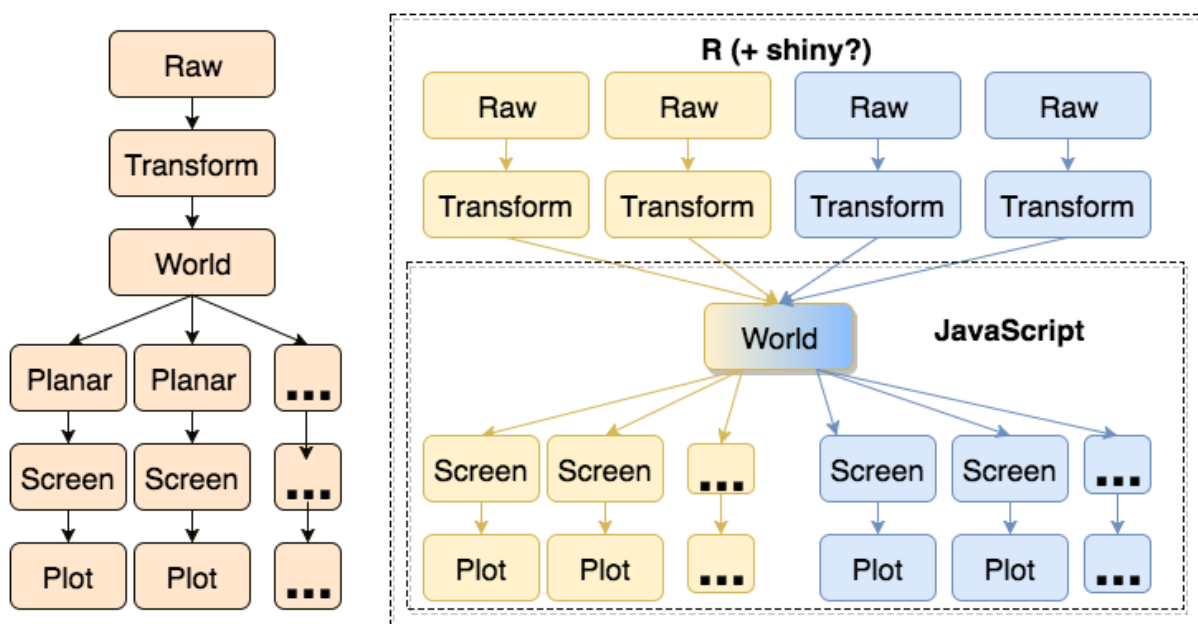 Raw
Transform
World
Planar Planar ...
Screen Screen ...
Plot Plot ...
R (+ shiny?)
Raw Raw Raw Raw
Transform Transform Transform Transform
JavaScript
World
Screen Screen ... Screen Screen ...
Plot Plot ... Plot Plot ...